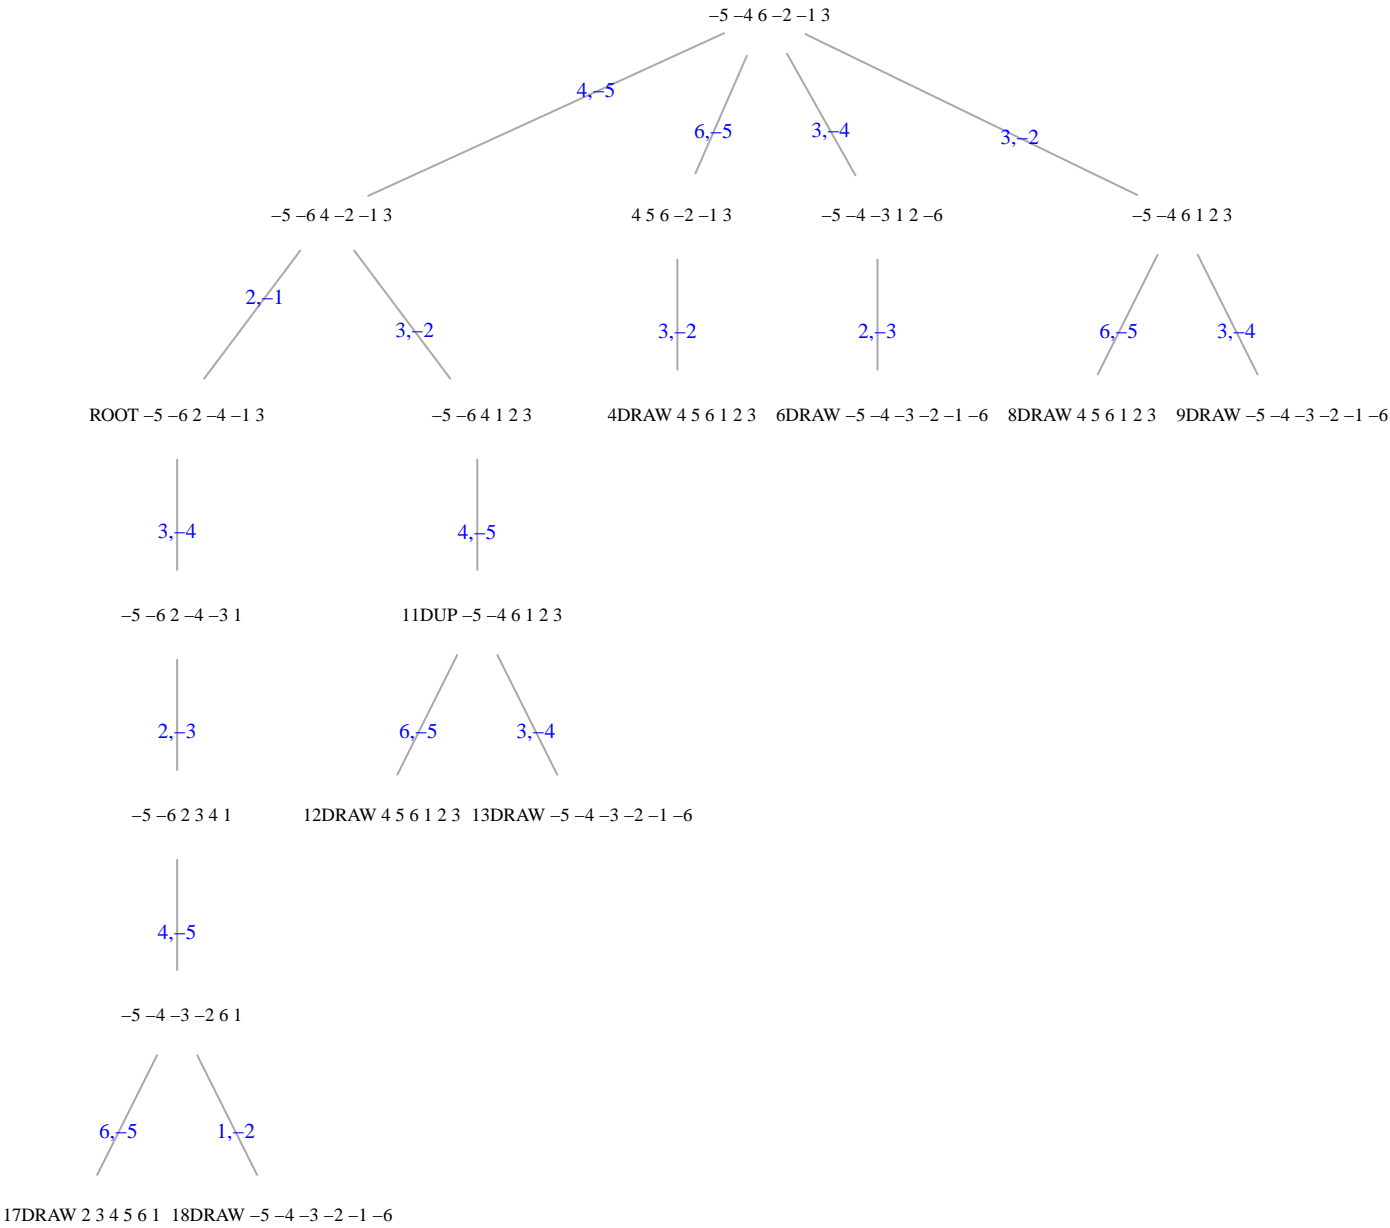 –5 –4 6 –2 –1 3
4,–5
6,–5
3,–4
3,–2
–5 –6 4 –2 –1 3
4 5 6 –2 –1 3
–5 –4 –3 1 2 –6
–5 –4 6 1 2 3
2,–1
3,–2
3,–2
2,–3
6,–5
3,–4
ROOT –5 –6 2 –4 –1 3
–5 –6 4 1 2 3
4DRAW 4 5 6 1 2 3
6DRAW –5 –4 –3 –2 –1 –6
8DRAW 4 5 6 1 2 3
9DRAW –5 –4 –3 –2 –1 –6
3,–4
4,–5
–5 –6 2 –4 –3 1
11DUP –5 –4 6 1 2 3
2,–3
6,–5
3,–4
–5 –6 2 3 4 1
12DRAW 4 5 6 1 2 3
13DRAW –5 –4 –3 –2 –1 –6
4,–5
–5 –4 –3 –2 6 1
6,–5
1,–2
17DRAW 2 3 4 5 6 1
18DRAW –5 –4 –3 –2 –1 –6